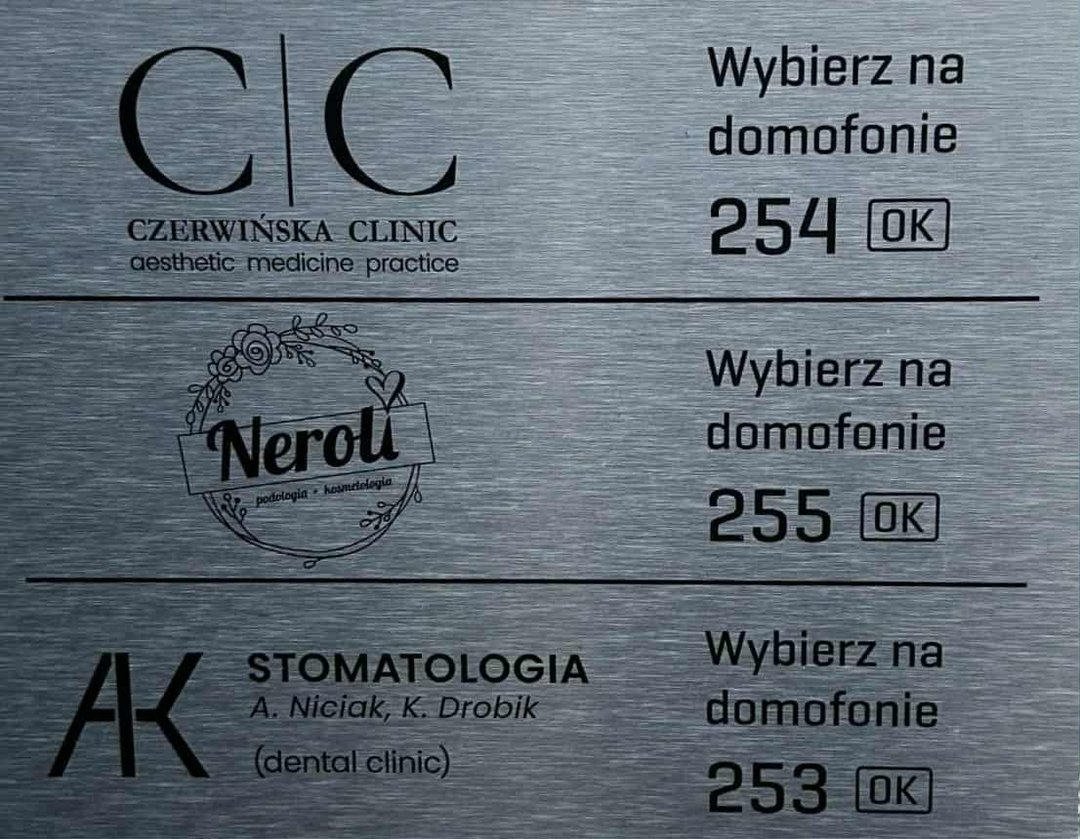 C|C
CZERWIŃSKA CLINIC
aesthetic medicine practice
Wybierz na
domofonie
254 OK
Neroli
podologia • kosmetologia
Wybierz na
domofonie
255 OK
AK
STOMATOLOGIA
A. Niciak, K. Drobik
(dental clinic)
Wybierz na
domofonie
253 OK